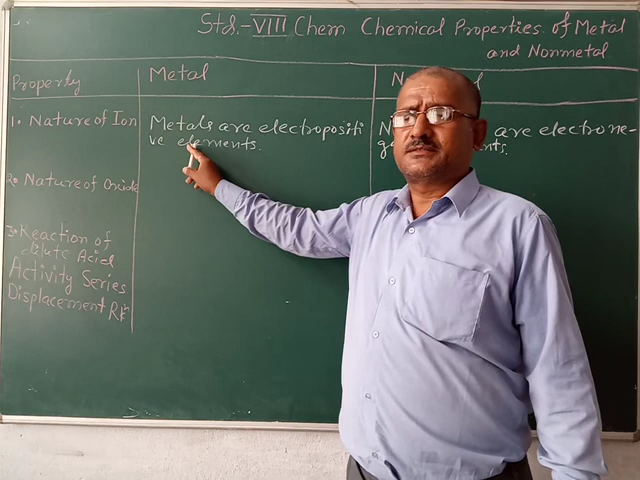 Std.-VIII Chem Chemical Properties of Metal
and Nonmetal
Property Metal
1. Nature of Ion Metals are electropositi are electrone-
ve elements.
2. Nature of Oxide
3. Reaction of
dilute Acid
Activity Series
Displacement Rxn